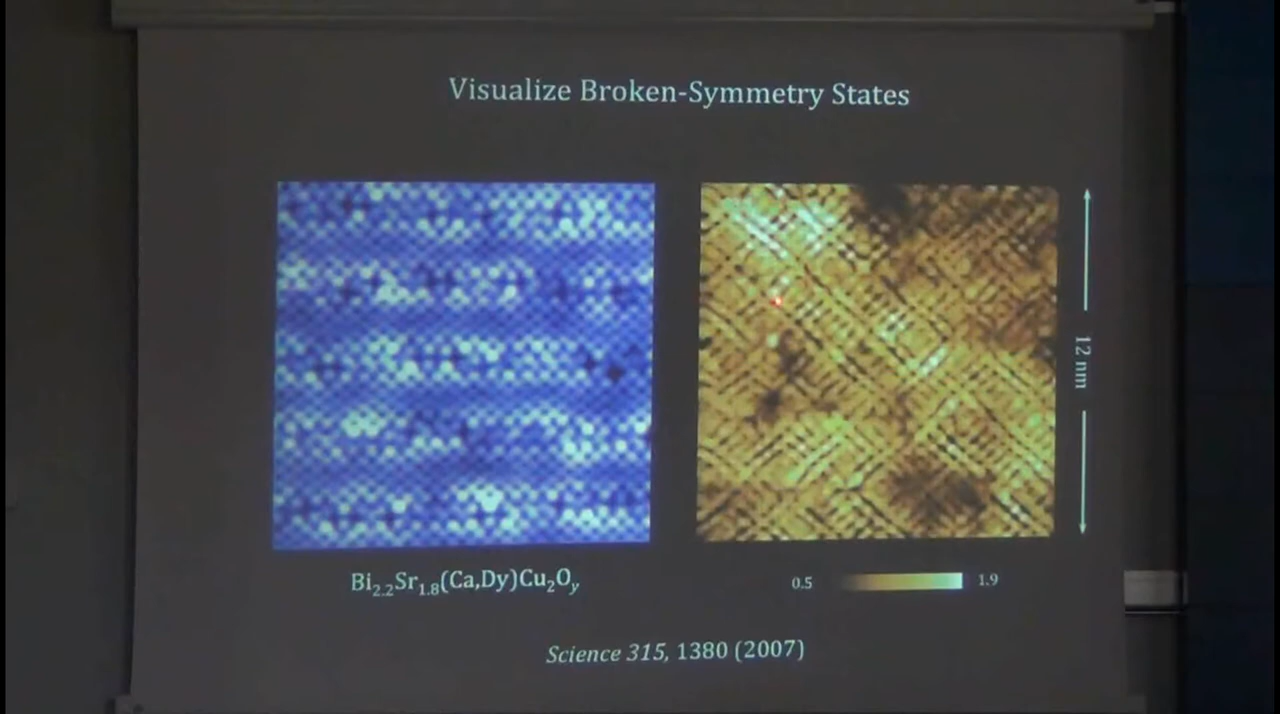 Visualize Broken-Symmetry States
12 nm
Bi₂.₂Sr₁.₈(Ca,Dy)Cu₂Oᵧ
0.5
1.9
Science 315, 1380 (2007)